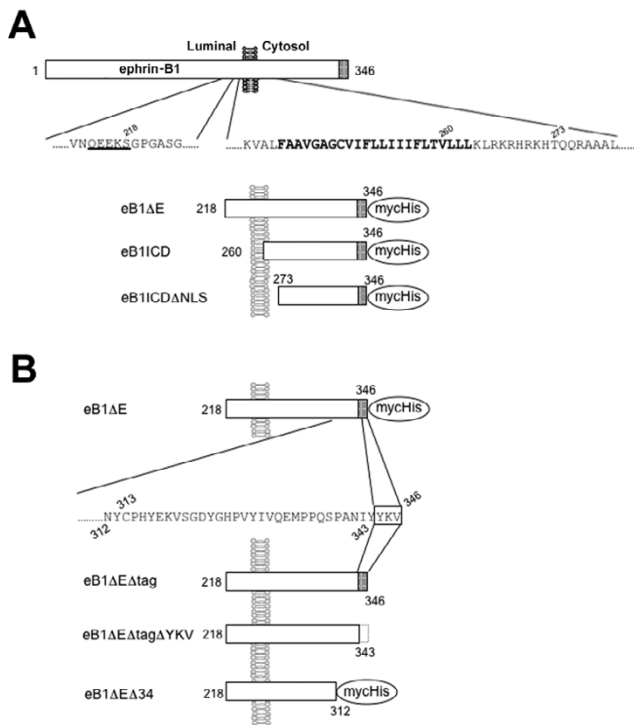 A
Luminal Cytosol
1 ephrin-B1 346
218 260 273
......VNQEEKSGPGASG...... ......KVALFAAVGAGCVIFLLIIIFLTVLLLKLRKRHRKHTQQRAAAL......
346
eB1ΔE 218 mycHis
346
eB1ICD 260 mycHis
273 346
eB1ICDΔNLS mycHis
B
346
eB1ΔE 218 mycHis
313 346
.........NYCPHYEKVSGDYGHPVYIVQEMPPQSPANIYYKV
312 343
eB1ΔEΔtag 218
346
eB1ΔEΔtagΔYKV 218
343
eB1ΔEΔ34 218 mycHis
312